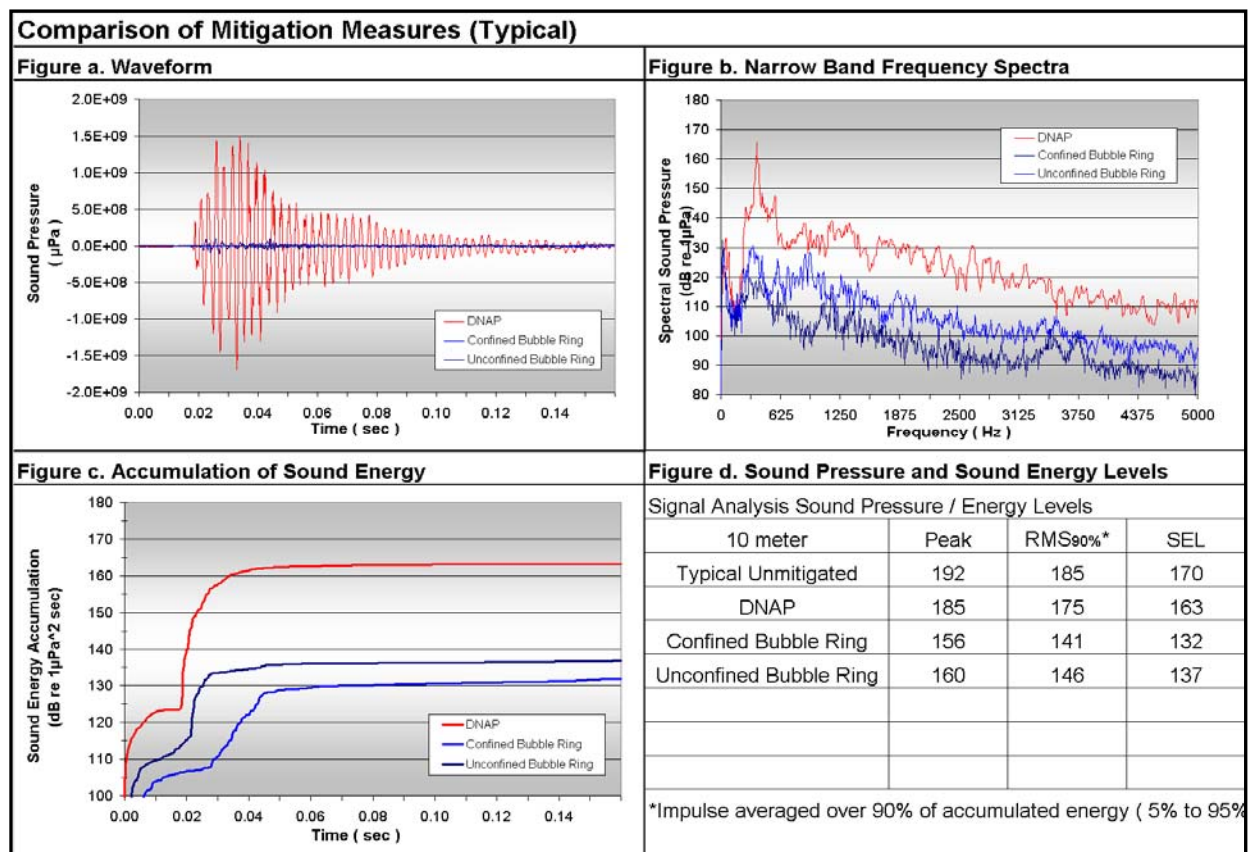 Comparison of Mitigation Measures (Typical)
Figure a. Waveform
2.0E+09
1.5E+09
1.0E+09
5.0E+08
0.0E+00
-5.0E+08
-1.0E+09
-1.5E+09
-2.0E+09
Sound Pressure
( µPa )
DNAP
Confined Bubble Ring
Unconfined Bubble Ring
0.00 0.02 0.04 0.06 0.08 0.10 0.12 0.14
Time ( sec )
Figure b. Narrow Band Frequency Spectra
180
170
160
150
140
130
120
110
100
90
80
Spectral Sound Pressure
(dB re 1µPa)
DNAP
Confined Bubble Ring
Unconfined Bubble Ring
0 625 1250 1875 2500 3125 3750 4375 5000
Frequency ( Hz )
Figure c. Accumulation of Sound Energy
180
170
160
150
140
130
120
110
100
Sound Energy Accumulation
(dB re 1µPa^2 sec)
DNAP
Confined Bubble Ring
Unconfined Bubble Ring
0.00 0.02 0.04 0.06 0.08 0.10 0.12 0.14
Time ( sec )
Figure d. Sound Pressure and Sound Energy Levels
Signal Analysis Sound Pressure / Energy Levels
10 meter Peak RMS90%* SEL
Typical Unmitigated 192 185 170
DNAP 185 175 163
Confined Bubble Ring 156 141 132
Unconfined Bubble Ring 160 146 137
*Impulse averaged over 90% of accumulated energy ( 5% to 95%